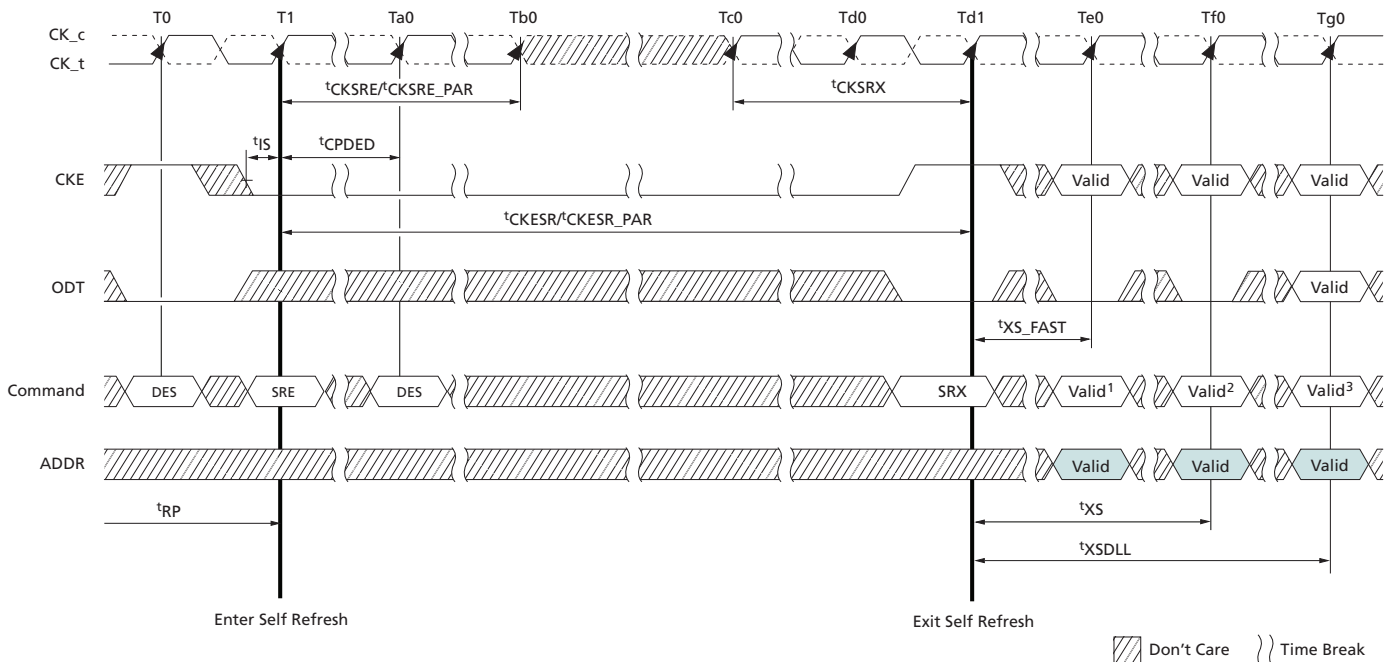 T0 T1 Ta0 Tb0 Tc0 Td0 Td1 Te0 Tf0 Tg0
CK_c
CK_t
tCKSRE/tCKSRE_PAR tCKSRX
tIS tCPDED
CKE Valid Valid Valid
tCKESR/tCKESR_PAR
ODT Valid
tXS_FAST
Command DES SRE DES SRX Valid1 Valid2 Valid3
ADDR Valid Valid Valid
tRP tXS
tXSDLL
Enter Self Refresh Exit Self Refresh
Don't Care Time Break